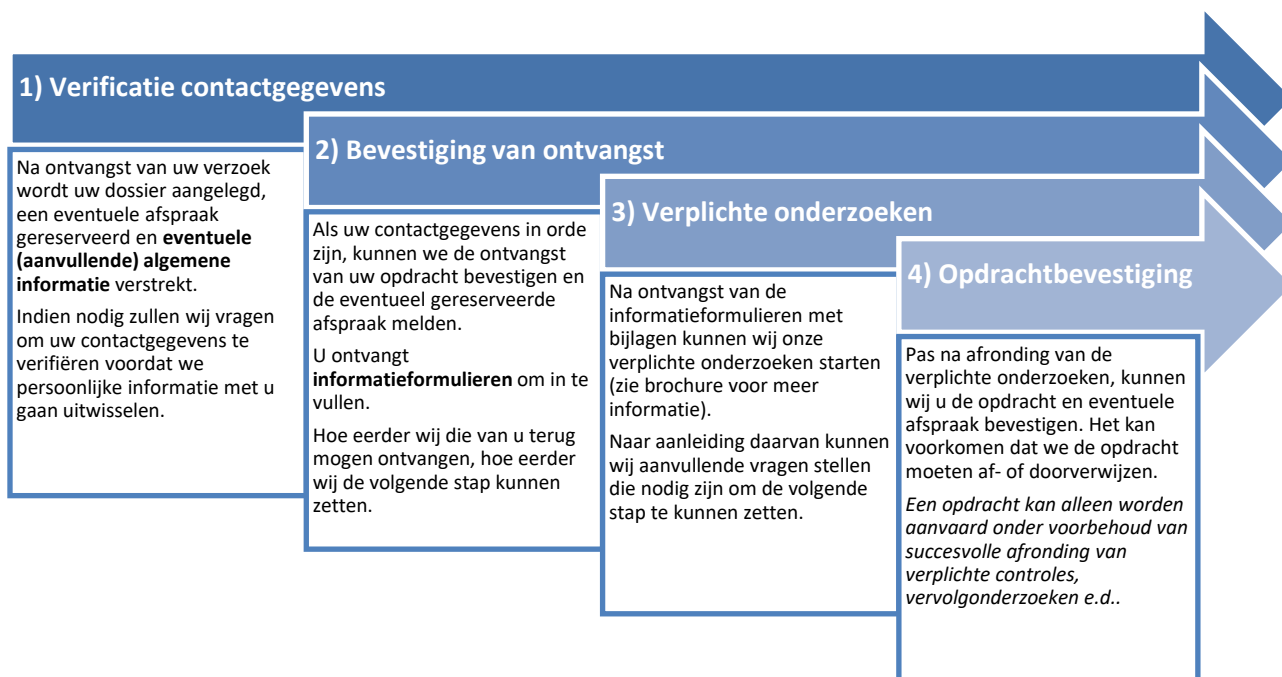 1) Verificatie contactgegevens
Na ontvangst van uw verzoek
wordt uw dossier aangelegd,
een eventuele afspraak
gereserveerd en eventuele
(aanvullende) algemene
informatie verstrekt.
Indien nodig zullen wij vragen
om uw contactgegevens te
verifiëren voordat we
persoonlijke informatie met u
gaan uitwisselen.
2) Bevestiging van ontvangst
Als uw contactgegevens in orde
zijn, kunnen we de ontvangst
van uw opdracht bevestigen en
de eventueel gereserveerde
afspraak melden.
U ontvangt
informatieformulieren om in te
vullen.
Hoe eerder wij die van u terug
mogen ontvangen, hoe eerder
wij de volgende stap kunnen
zetten.
3) Verplichte onderzoeken
Na ontvangst van de
informatieformulieren met
bijlagen kunnen wij onze
verplichte onderzoeken starten
(zie brochure voor meer
informatie).
Naar aanleiding daarvan kunnen
wij aanvullende vragen stellen
die nodig zijn om de volgende
stap te kunnen zetten.
4) Opdrachtbevestiging
Pas na afronding van de
verplichte onderzoeken, kunnen
wij u de opdracht en eventuele
afspraak bevestigen. Het kan
voorkomen dat we de opdracht
moeten af- of doorverwijzen.
Een opdracht kan alleen worden
aanvaard onder voorbehoud van
succesvolle afronding van
verplichte controles,
vervolgonderzoeken e.d..